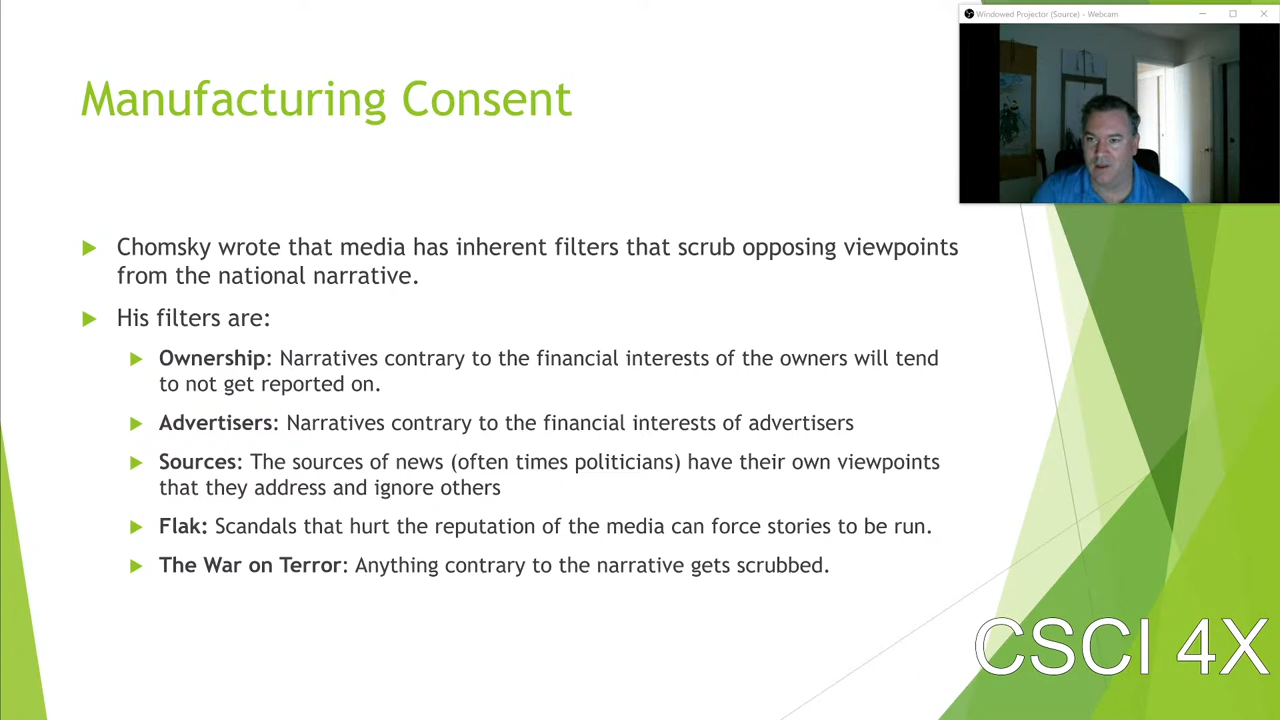 Windowed Projector (Source) - Webcam
Manufacturing Consent
Chomsky wrote that media has inherent filters that scrub opposing viewpoints
from the national narrative.
His filters are:
Ownership: Narratives contrary to the financial interests of the owners will tend
to not get reported on.
Advertisers: Narratives contrary to the financial interests of advertisers
Sources: The sources of news (often times politicians) have their own viewpoints
that they address and ignore others
Flak: Scandals that hurt the reputation of the media can force stories to be run.
The War on Terror: Anything contrary to the narrative gets scrubbed.
CSCI 4X